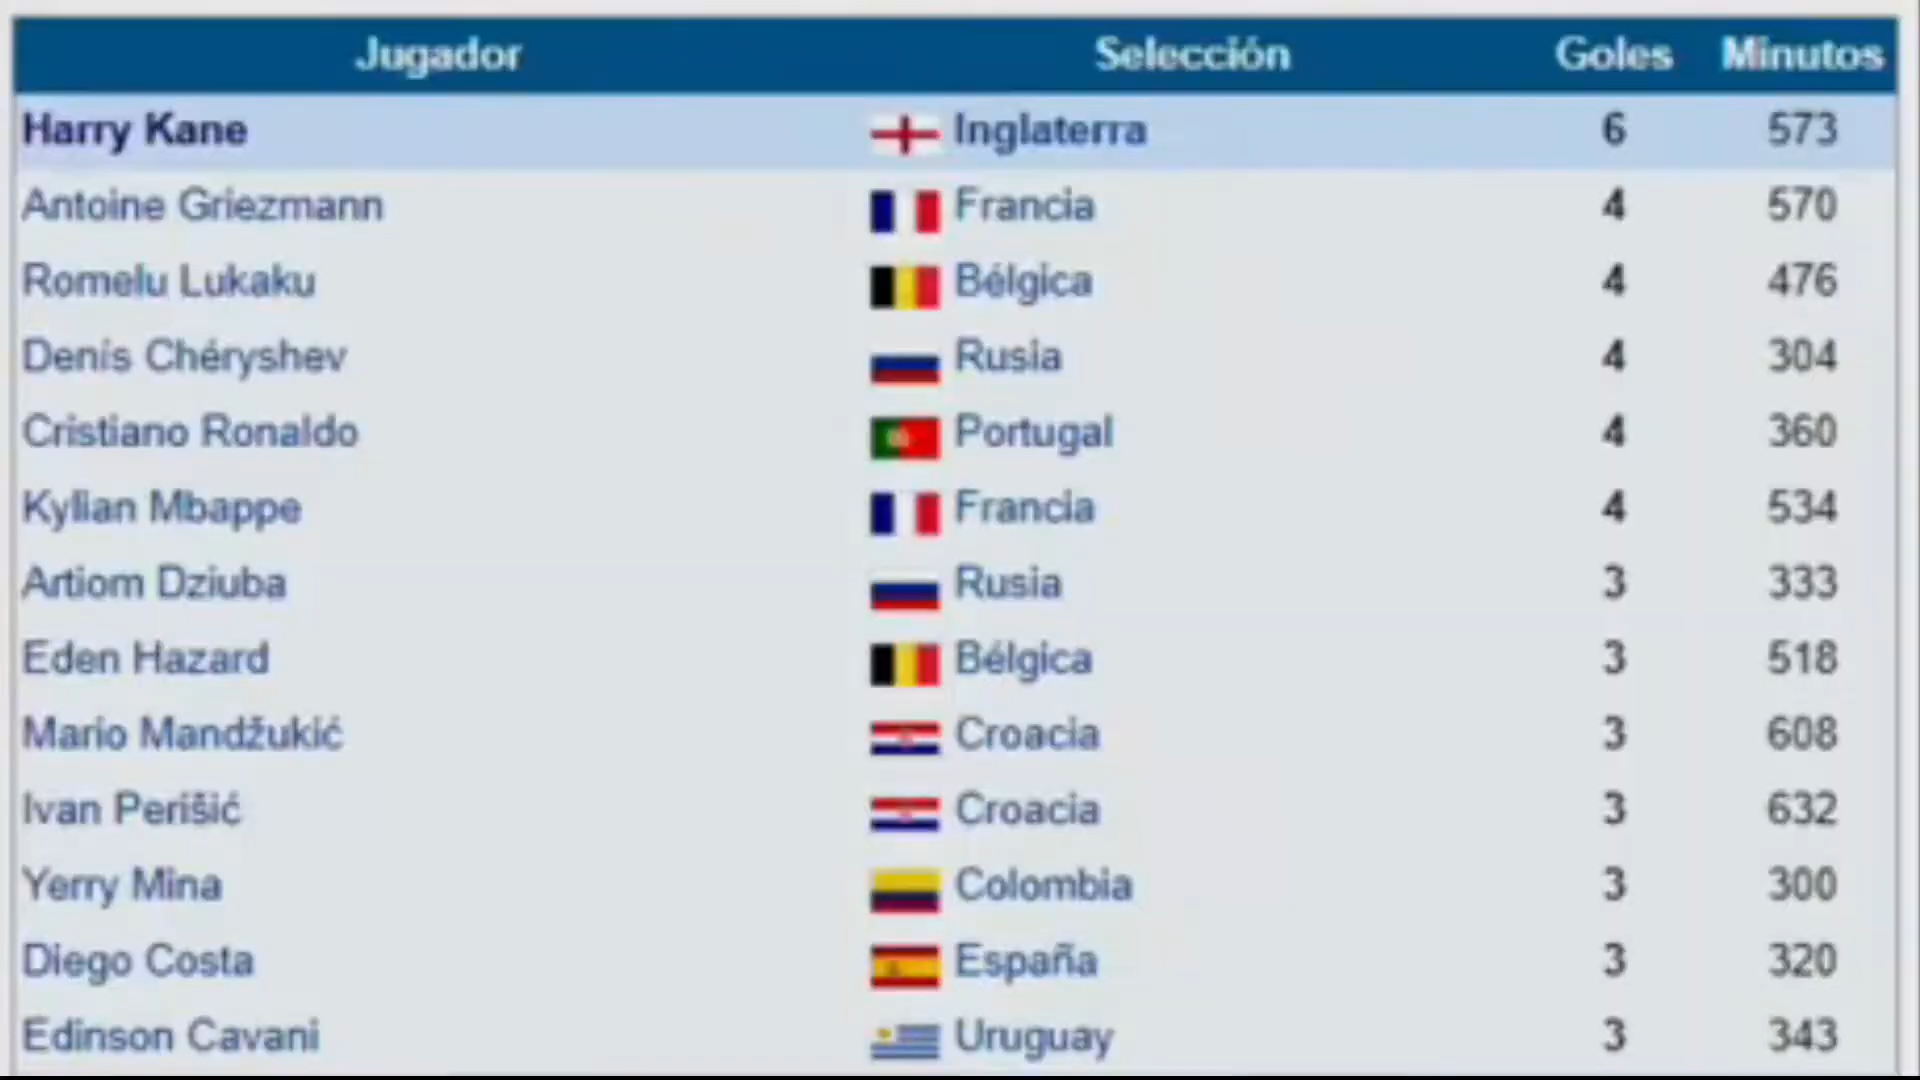 Jugador Selección Goles Minutos
Harry Kane Inglaterra 6 573
Antoine Griezmann Francia 4 570
Romelu Lukaku Bélgica 4 476
Denís Chéryshev Rusia 4 304
Cristiano Ronaldo Portugal 4 360
Kylian Mbappe Francia 4 534
Artiom Dziuba Rusia 3 333
Eden Hazard Bélgica 3 518
Mario Mandžukić Croacia 3 608
Ivan Perišić Croacia 3 632
Yerry Mina Colombia 3 300
Diego Costa España 3 320
Edinson Cavani Uruguay 3 343